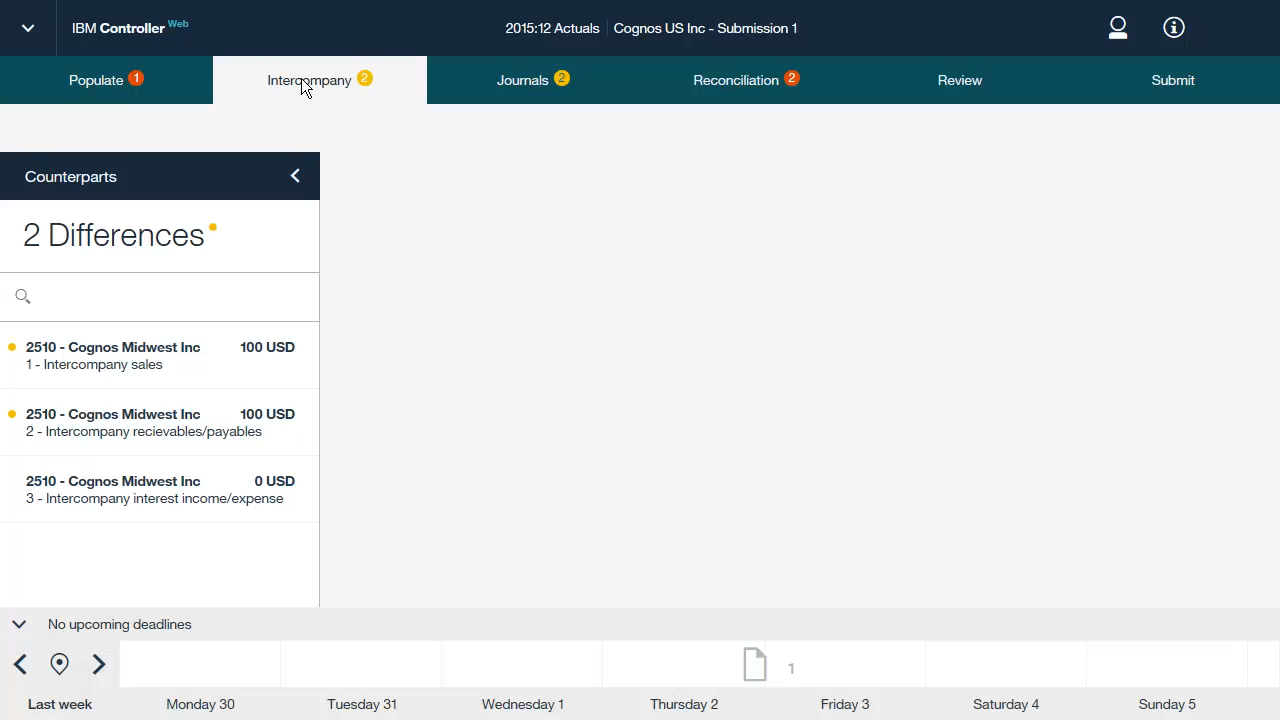 IBM Controller Web
2015:12 Actuals
Cognos US Inc - Submission 1
Populate 1
Intercompany 2
Journals 2
Reconciliation 2
Review
Submit
Counterparts
2 Differences
2510 - Cognos Midwest Inc 100 USD
1 - Intercompany sales
2510 - Cognos Midwest Inc 100 USD
2 - Intercompany recievables/payables
2510 - Cognos Midwest Inc 0 USD
3 - Intercompany interest income/expense
No upcoming deadlines
1
Last week
Monday 30
Tuesday 31
Wednesday 1
Thursday 2
Friday 3
Saturday 4
Sunday 5